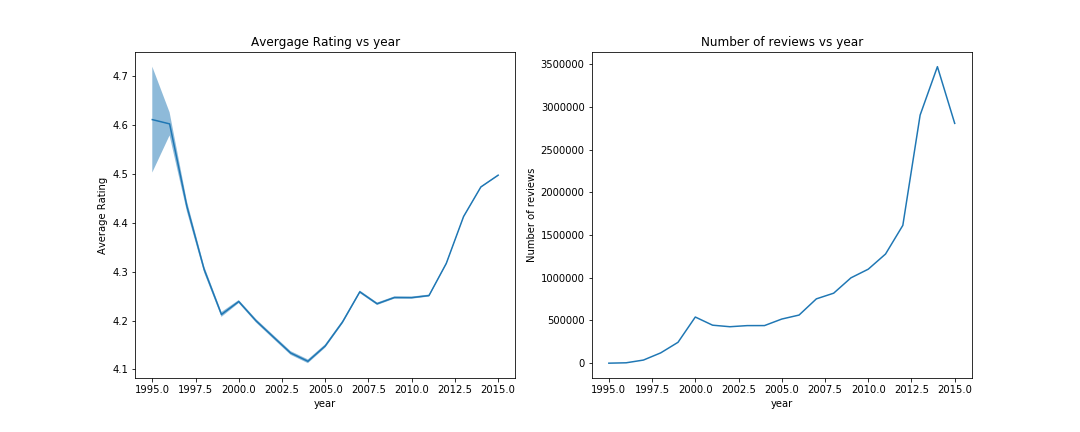 Avergage Rating vs year
4.7
4.6
4.5
4.4
4.3
4.2
4.1
Average Rating
1995.0 1997.5 2000.0 2002.5 2005.0 2007.5 2010.0 2012.5 2015.0
year
Number of reviews vs year
3500000
3000000
2500000
2000000
1500000
1000000
500000
0
Number of reviews
1995.0 1997.5 2000.0 2002.5 2005.0 2007.5 2010.0 2012.5 2015.0
year